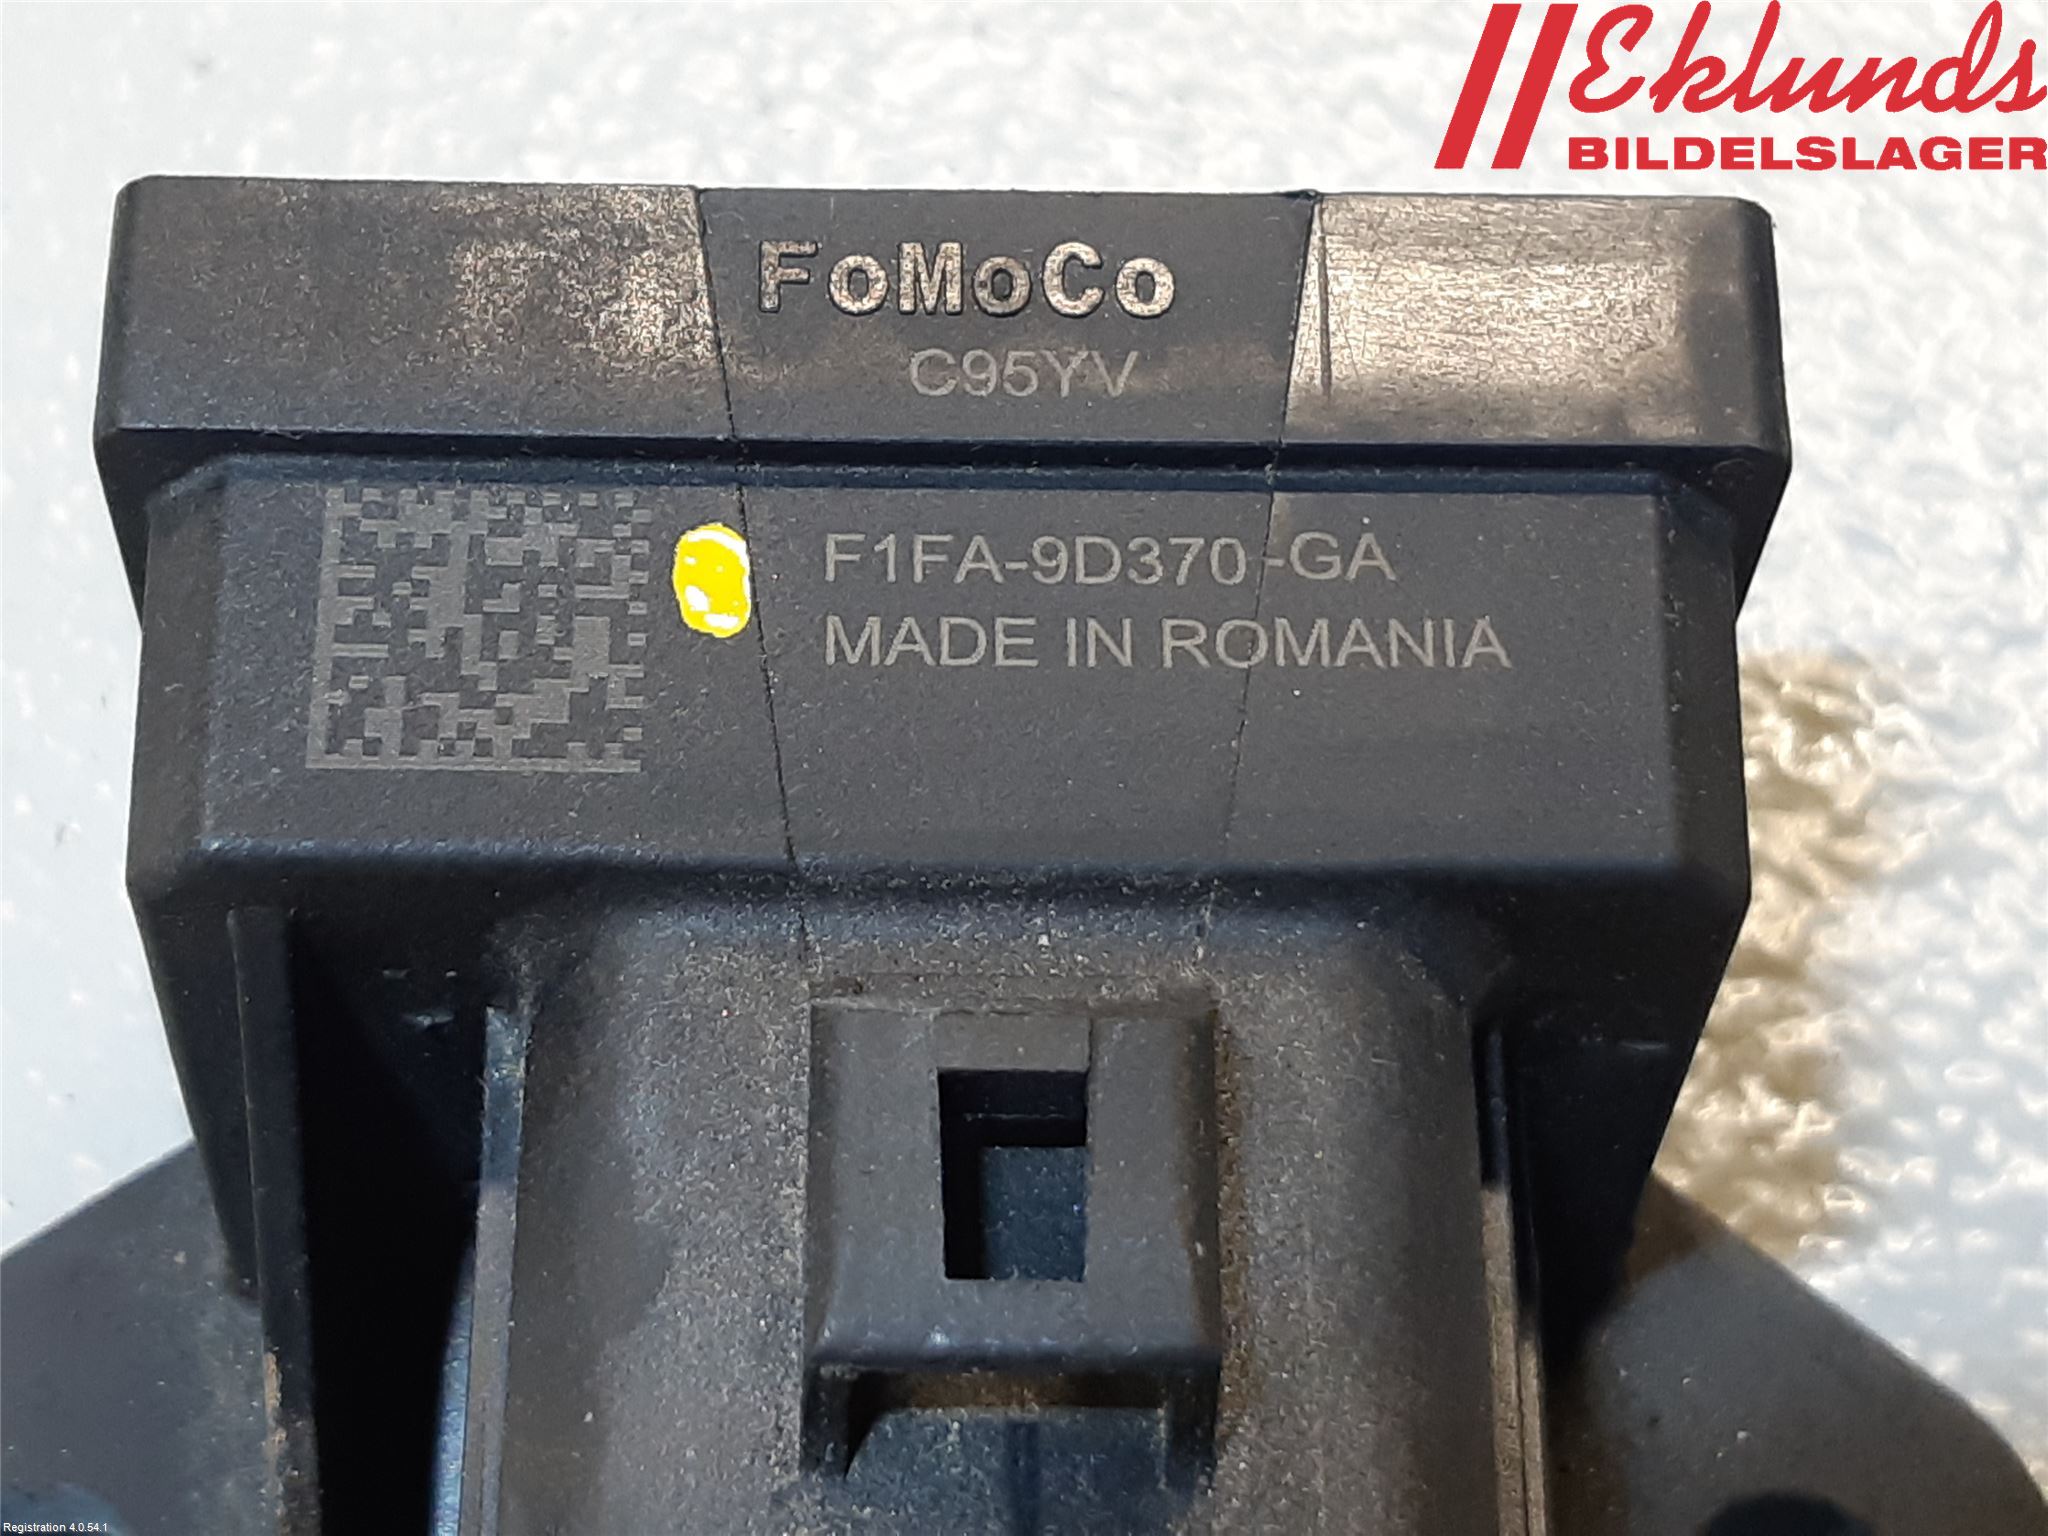 Eklunds
BILDELSLAGER
FoMoCo
C95YV
F1FA-9D370-GA
MADE IN ROMANIA
Registration 4.0.54.1